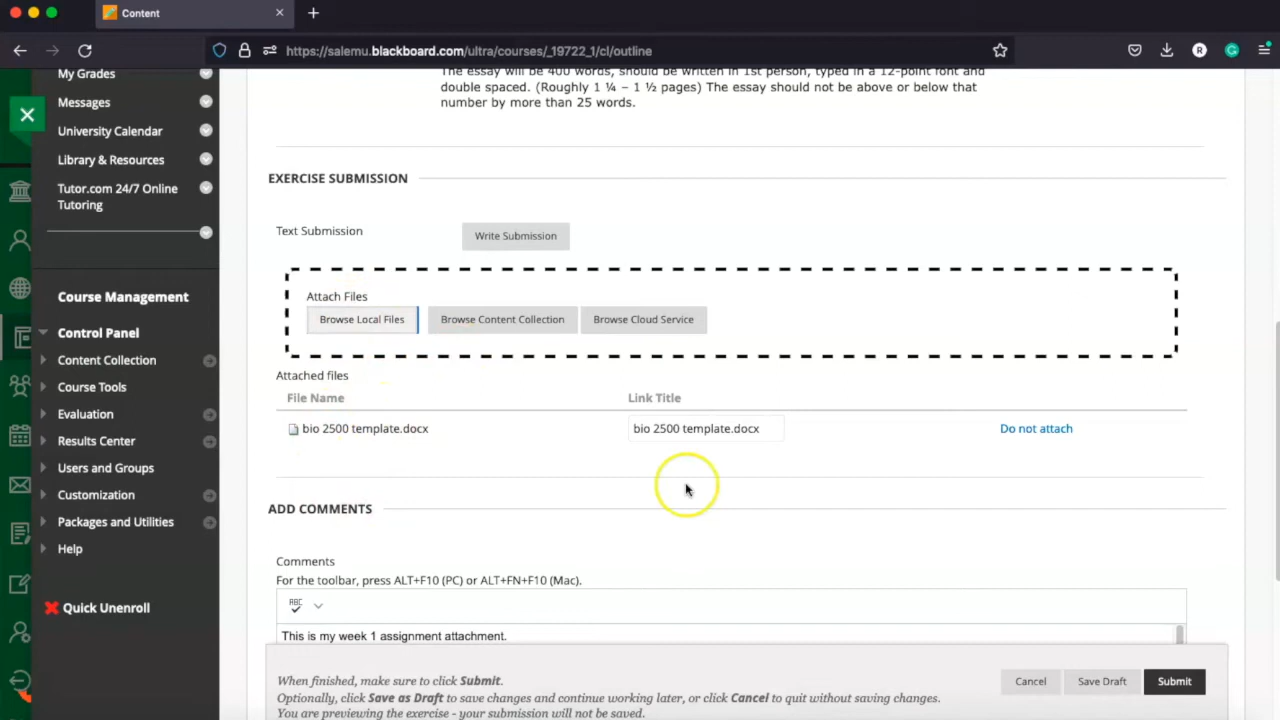 Content
https://salemu.blackboard.com/ultra/courses/_19722_1/cl/outline
R
My Grades
Messages
University Calendar
Library & Resources
Tutor.com 24/7 Online
Tutoring
Course Management
Control Panel
Content Collection
Course Tools
Evaluation
Results Center
Users and Groups
Customization
Packages and Utilities
Help
Quick Unenroll
The essay will be 400 words, should be written in 1st person, typed in a 12-point font and
double spaced. (Roughly 1 ¼ – 1 ½ pages) The essay should not be above or below that
number by more than 25 words.
EXERCISE SUBMISSION
Text Submission
Write Submission
Attach Files
Browse Local Files
Browse Content Collection
Browse Cloud Service
Attached files
File Name
Link Title
bio 2500 template.docx
bio 2500 template.docx
Do not attach
ADD COMMENTS
Comments
For the toolbar, press ALT+F10 (PC) or ALT+FN+F10 (Mac).
ABC
This is my week 1 assignment attachment.
When finished, make sure to click Submit.
Optionally, click Save as Draft to save changes and continue working later, or click Cancel to quit without saving changes.
You are previewing the exercise - your submission will not be saved.
Cancel
Save Draft
Submit